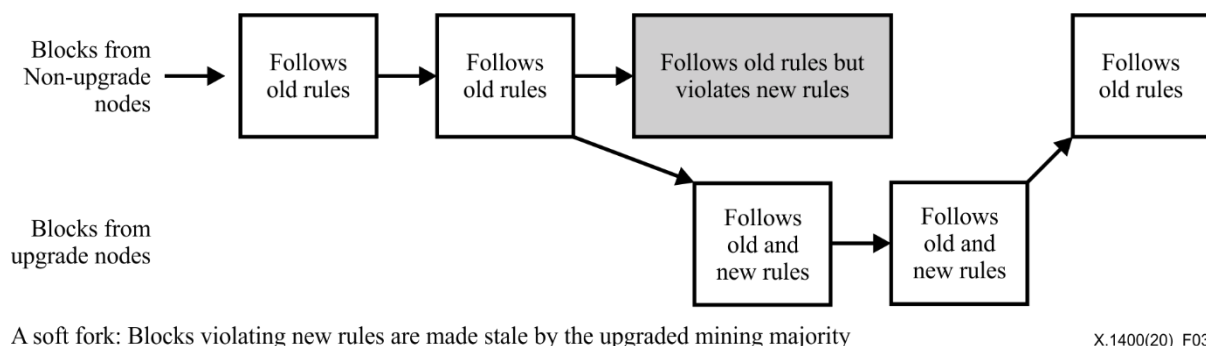 Blocks from
Non-upgrade
nodes
Follows
old rules
Follows
old rules
Follows old rules but
violates new rules
Follows
old rules
Blocks from
upgrade nodes
Follows
old and
new rules
Follows
old and
new rules
A soft fork: Blocks violating new rules are made stale by the upgraded mining majority
X.1400(20)_F03